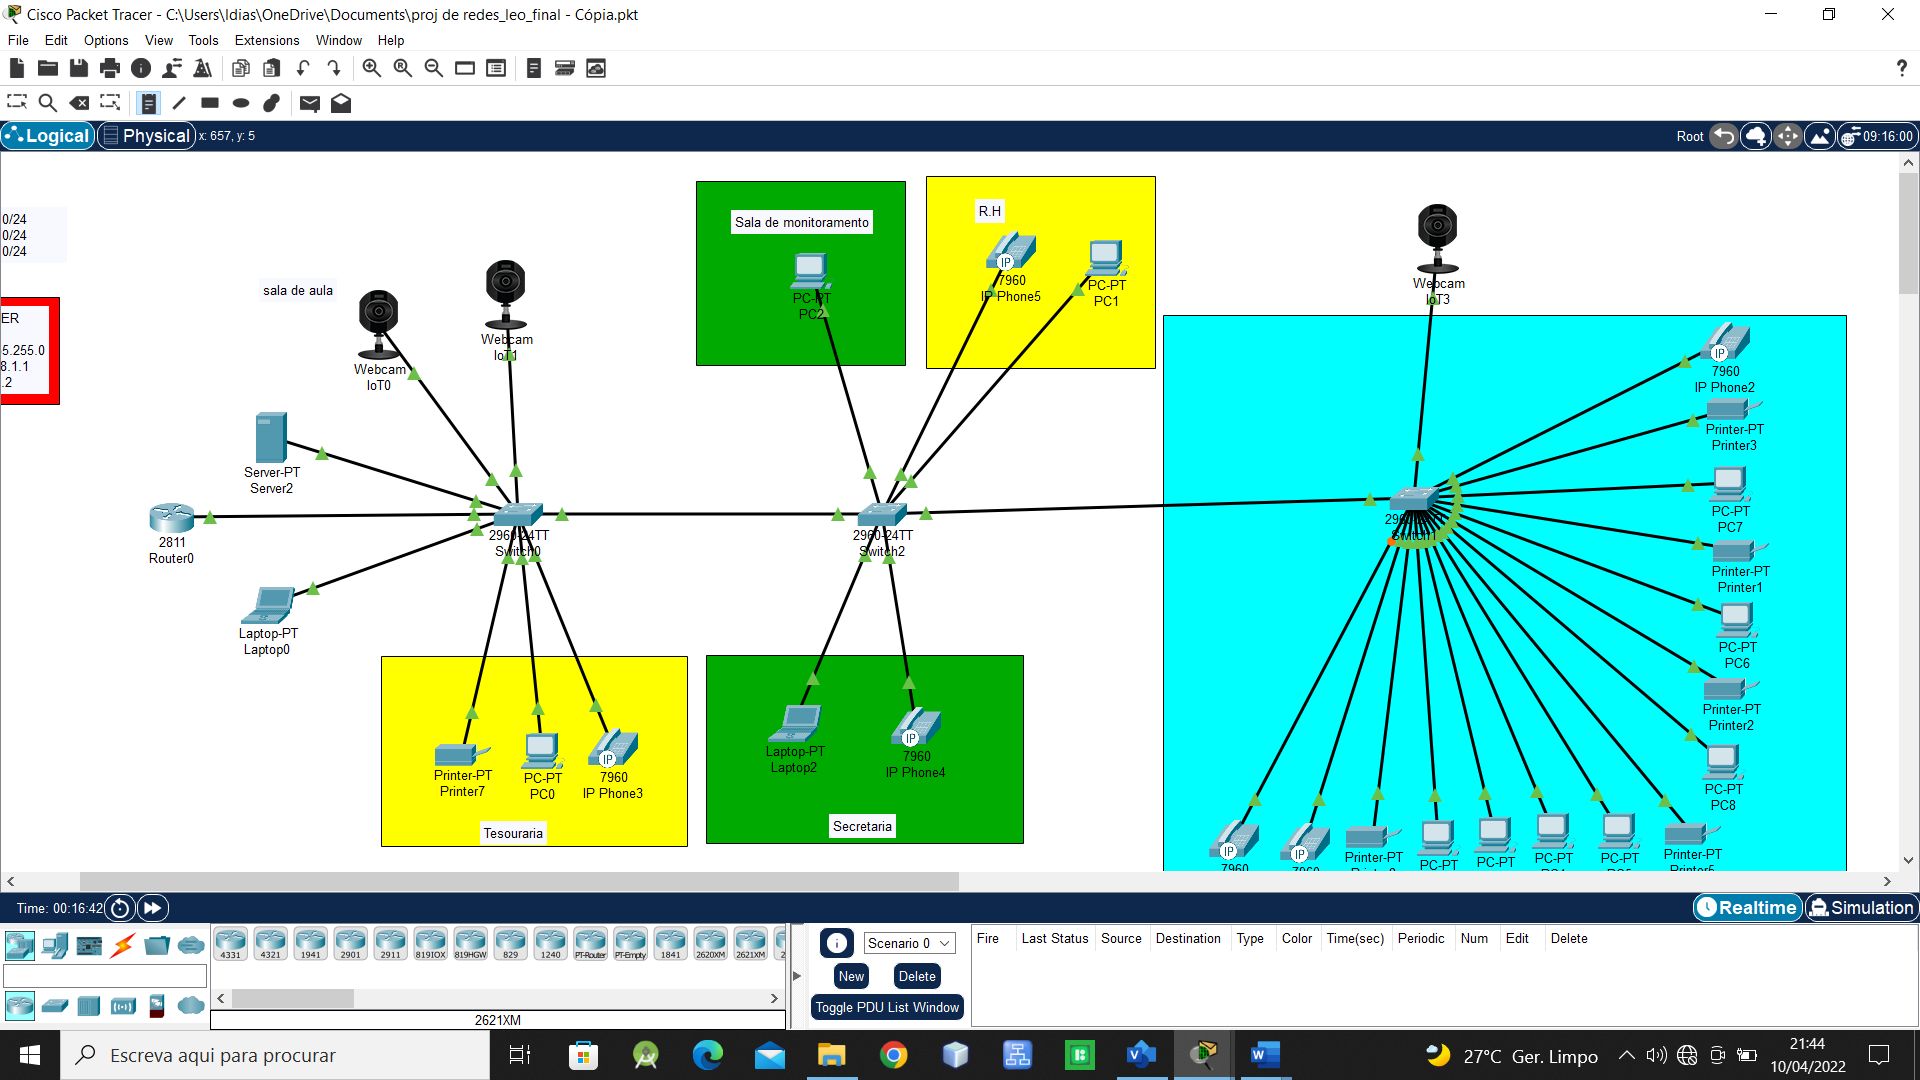 Cisco Packet Tracer - C:\Users\ldias\OneDrive\Documents\proj de redes_leo_final - Cópia.pkt
File Edit Options View Tools Extensions Window Help
?
Logical Physical x: 657, y: 5
Root 09:16:00
0/24
0/24
0/24
ER
5.255.0
8.1.1
.2
sala de aula
Webcam
IoT0
Webcam
IoT1
Server-PT
Server2
2811
Router0
Laptop-PT
Laptop0
2960-24TT
Switch0
Sala de monitoramento
PC-PT
PC2
R.H
IP
7960
IP Phone5
PC-PT
PC1
2960-24TT
Switch2
Printer-PT
Printer7
PC-PT
PC0
IP
7960
IP Phone3
Tesouraria
Laptop-PT
Laptop2
IP
7960
IP Phone4
Secretaria
Webcam
IoT3
2960-24TT
Switch1
IP
7960
IP Phone2
Printer-PT
Printer3
PC-PT
PC7
Printer-PT
Printer1
PC-PT
PC6
Printer-PT
Printer2
PC-PT
PC8
IP
7960
IP
7960
Printer-PT
PC-PT
PC-PT
PC-PT
PC-PT
Printer-PT
Printer5
Time: 00:16:42
Realtime Simulation
4331 4321 1941 2901 2911 819IOX 819HGW 829 1240 PT-Router PT-Empty 1841 2620XM 2621XM
2621XM
Scenario 0
New Delete
Toggle PDU List Window
Fire Last Status Source Destination Type Color Time(sec) Periodic Num Edit Delete
Escreva aqui para procurar
27°C Ger. Limpo
21:44
10/04/2022